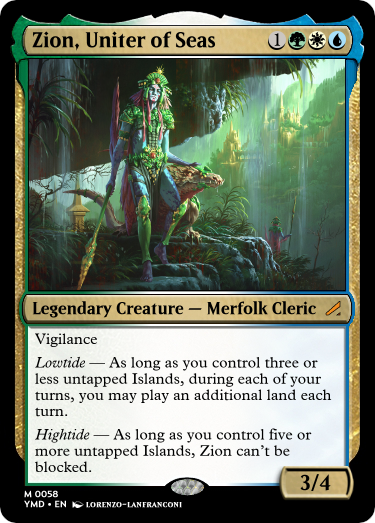 Zion, Uniter of Seas 1
Legendary Creature — Merfolk Cleric
Vigilance
Lowtide — As long as you control three or
less untapped Islands, during each of your
turns, you may play an additional land each
turn.
Hightide — As long as you control five or
more untapped Islands, Zion can't be
blocked.
3/4
M 0058
YMD • EN LORENZO-LANFRANCONI